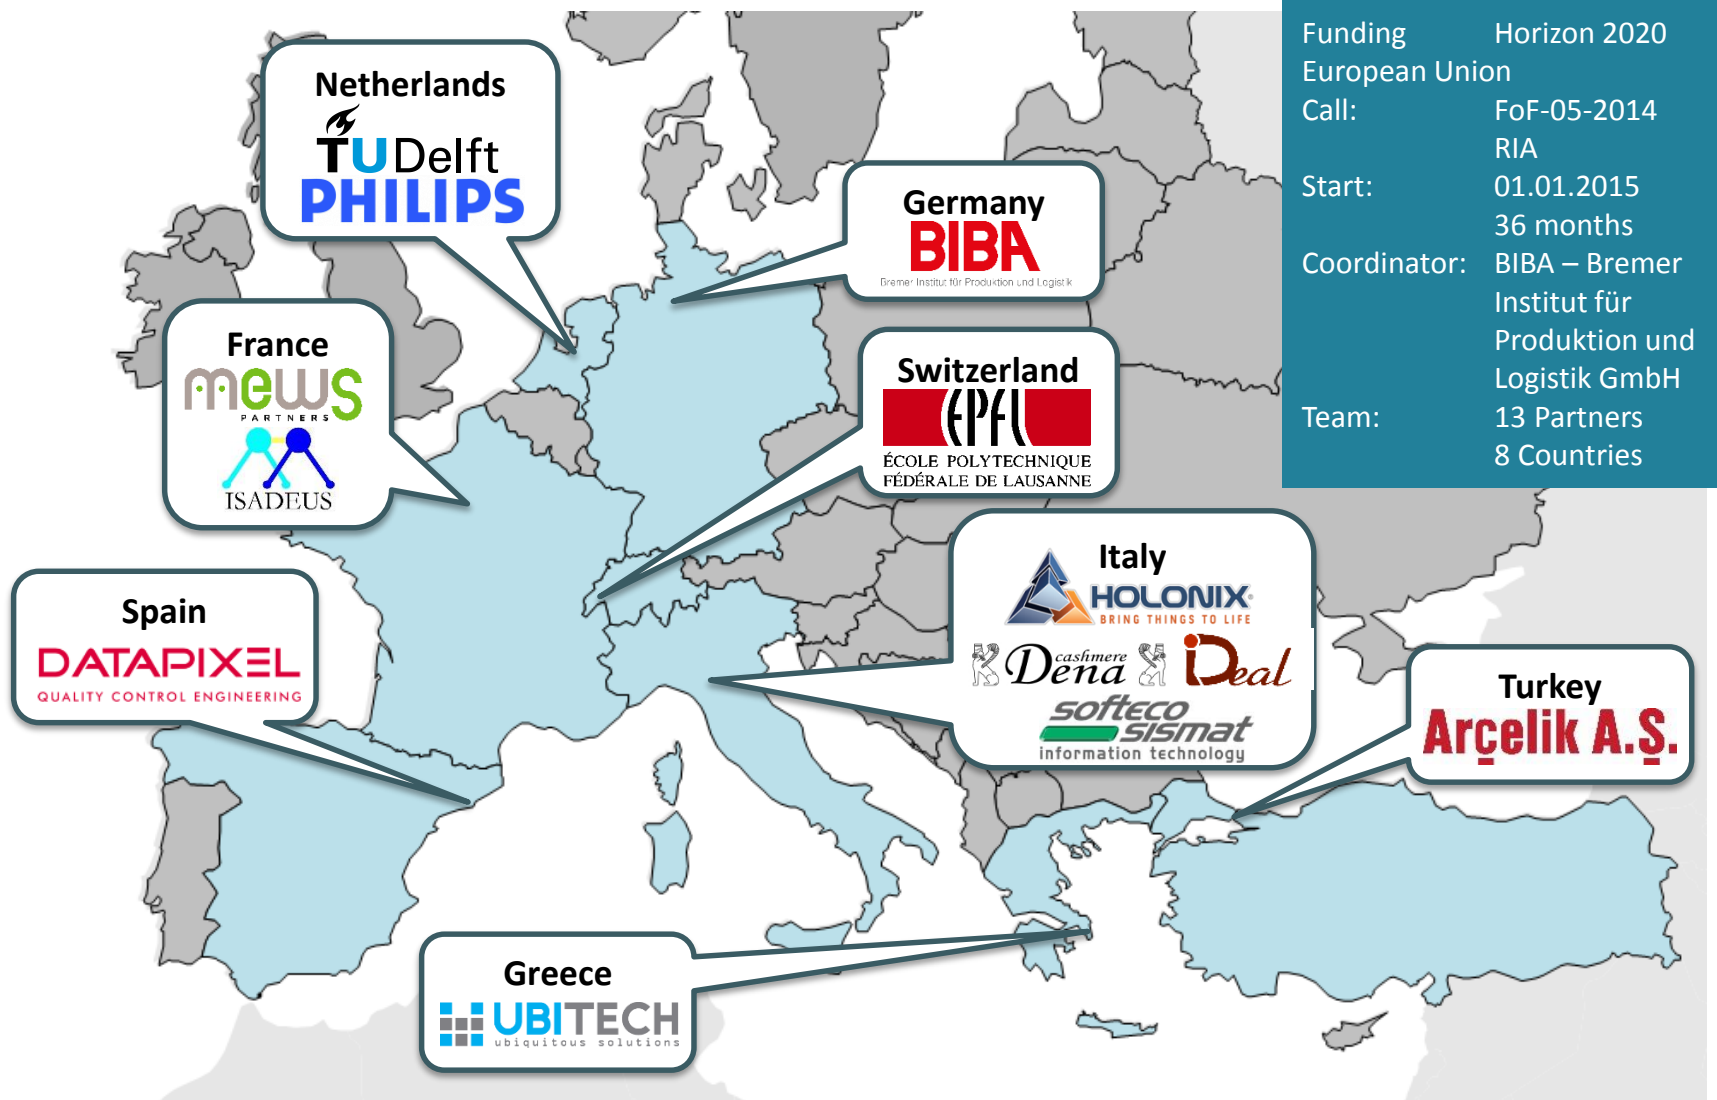 Funding Horizon 2020
European Union
Call: FoF-05-2014
RIA
Start: 01.01.2015
36 months
Coordinator: BIBA – Bremer
Institut für
Produktion und
Logistik GmbH
Team: 13 Partners
8 Countries
Netherlands
TUDelft
PHILIPS
Germany
BIBA
Bremer Institut für Produktion und Logistik
France
mews
PARTNERS
ISADEUS
Switzerland
EPFL
ÉCOLE POLYTECHNIQUE
FÉDÉRALE DE LAUSANNE
Italy
HOLONIX
BRING THINGS TO LIFE
cashmere
Dena
iDeal
softeco
sismat
information technology
Spain
DATAPIXEL
QUALITY CONTROL ENGINEERING
Turkey
Arçelik A.Ş.
Greece
UBITECH
ubiquitous solutions